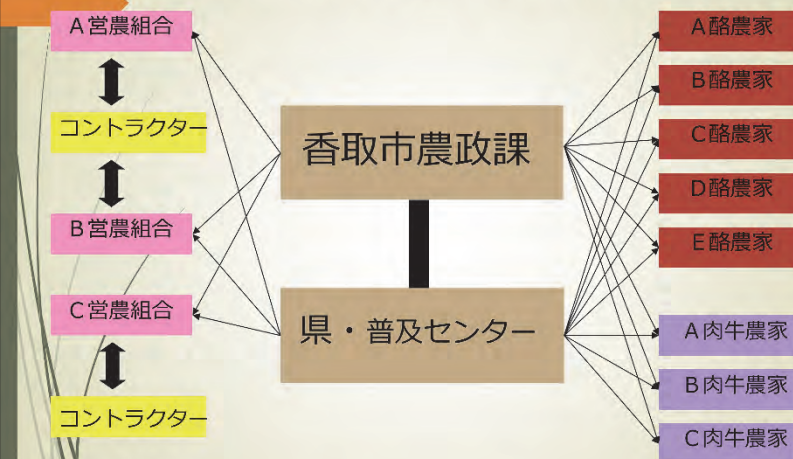 A営農組合
コントラクター
B営農組合
C営農組合
コントラクター
香取市農政課
県・普及センター
A酪農家
B酪農家
C酪農家
D酪農家
E酪農家
A肉牛農家
B肉牛農家
C肉牛農家